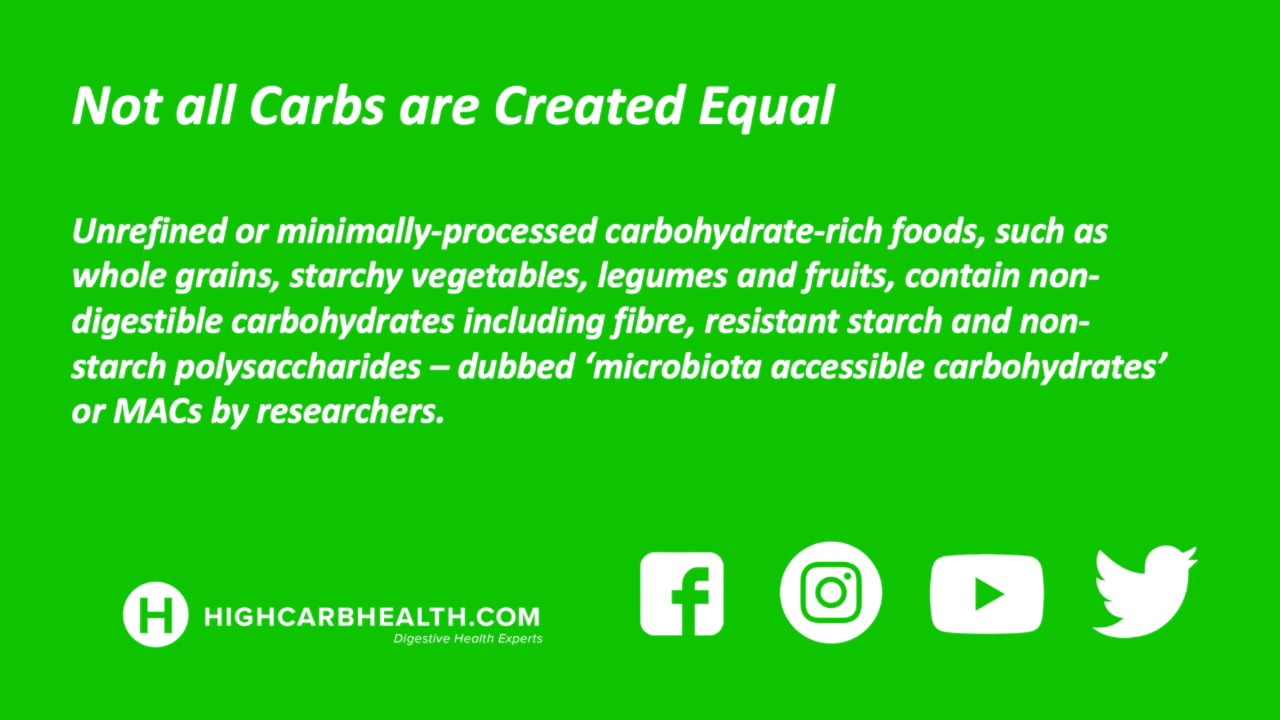 Not all Carbs are Created Equal
Unrefined or minimally-processed carbohydrate-rich foods, such as
whole grains, starchy vegetables, legumes and fruits, contain non-
digestible carbohydrates including fibre, resistant starch and non-
starch polysaccharides – dubbed ‘microbiota accessible carbohydrates’
or MACs by researchers.
H HIGHCARBHEALTH.COM
Digestive Health Experts